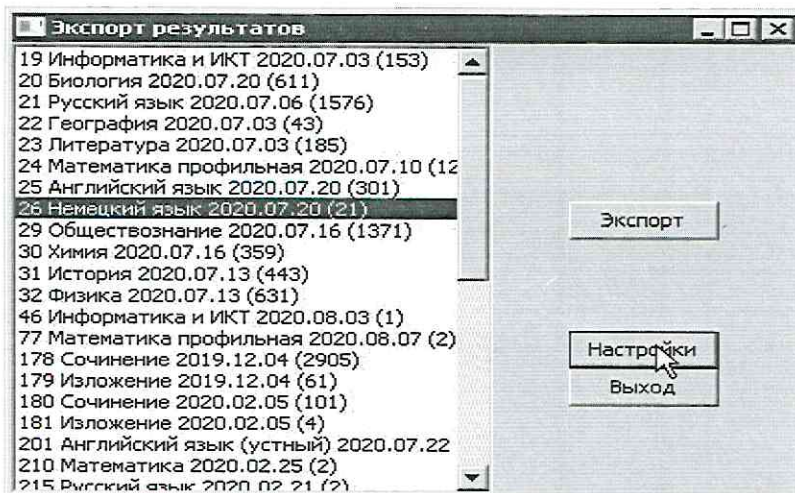 Экспорт результатов
19 Информатика и ИКТ 2020.07.03 (153)
20 Биология 2020.07.20 (611)
21 Русский язык 2020.07.06 (1576)
22 География 2020.07.03 (43)
23 Литература 2020.07.03 (185)
24 Математика профильная 2020.07.10 (12
25 Английский язык 2020.07.20 (301)
26 Немецкий язык 2020.07.20 (21)
29 Обществознание 2020.07.16 (1371)
30 Химия 2020.07.16 (359)
31 История 2020.07.13 (443)
32 Физика 2020.07.13 (631)
46 Информатика и ИКТ 2020.08.03 (1)
77 Математика профильная 2020.08.07 (2)
178 Сочинение 2019.12.04 (2905)
179 Изложение 2019.12.04 (61)
180 Сочинение 2020.02.05 (101)
181 Изложение 2020.02.05 (4)
201 Английский язык (устный) 2020.07.22
210 Математика 2020.02.25 (2)
215 Русский язык 2020.02.21 (2)
Экспорт
Настройки
Выход